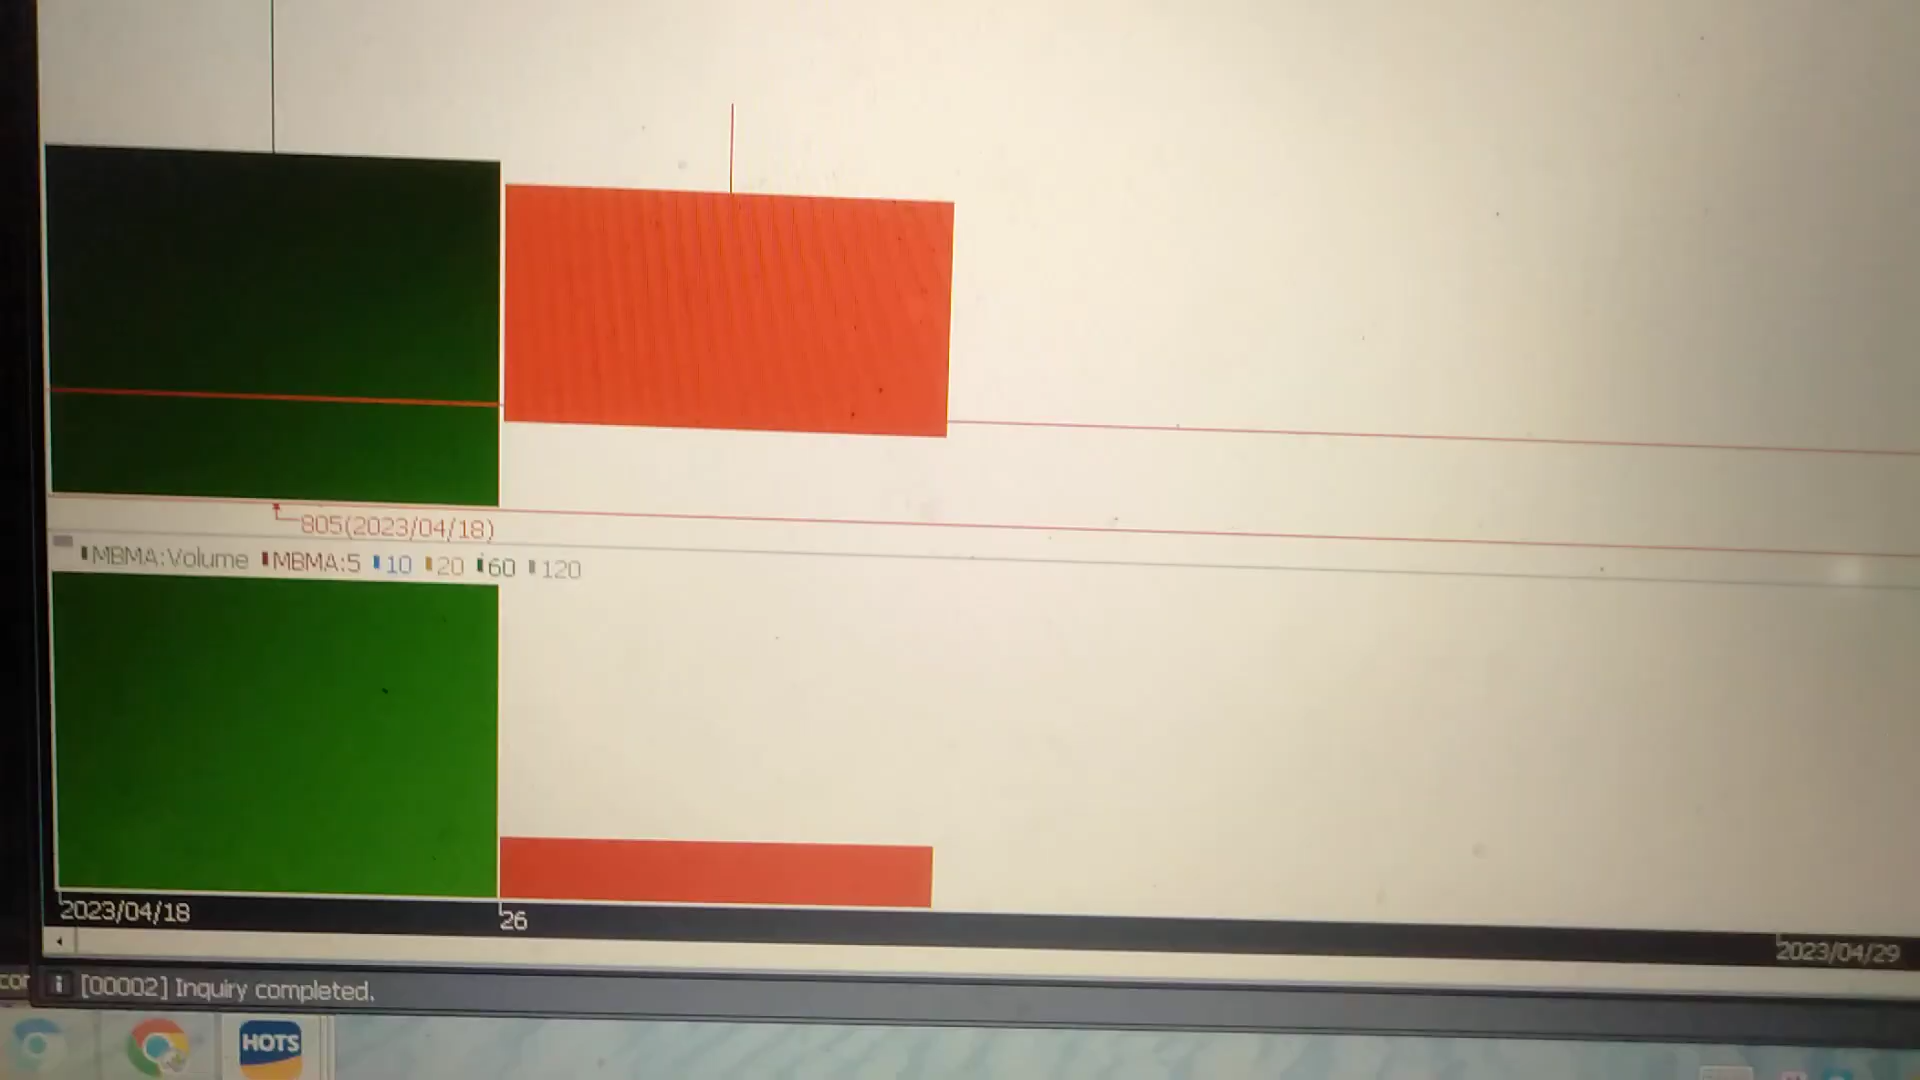 805(2023/04/18)
MBMA:Volume MBMA:5 10 20 60 120
2023/04/18 26 2023/04/29
[00002] Inquiry completed.
HOTS